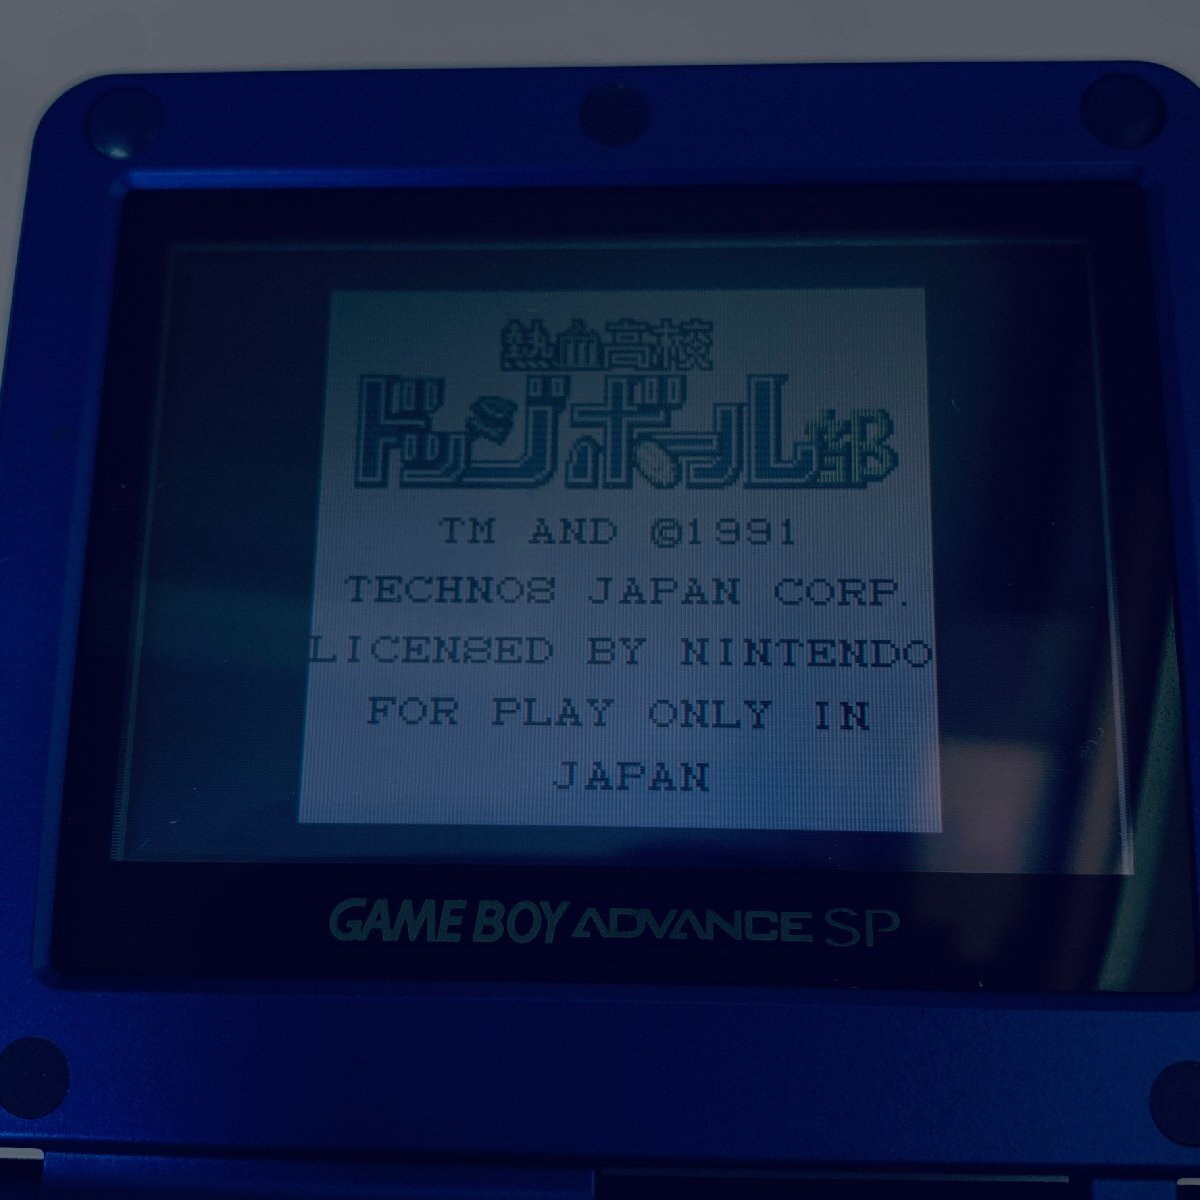 熱血高校
ドッジボール部
TM AND ©1991
TECHNOS JAPAN CORP.
LICENSED BY NINTENDO
FOR PLAY ONLY IN
JAPAN
GAME BOY ADVANCE SP